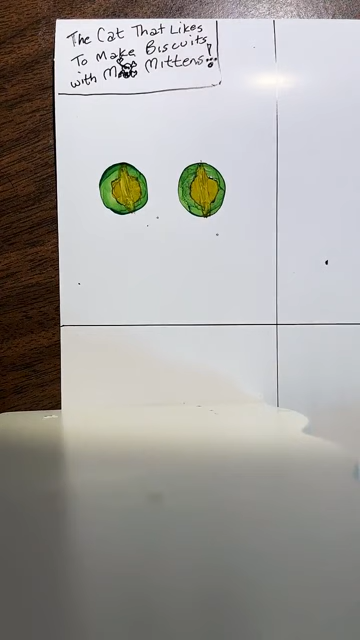 The Cat That Likes
To Make Biscuits
with Mittens!